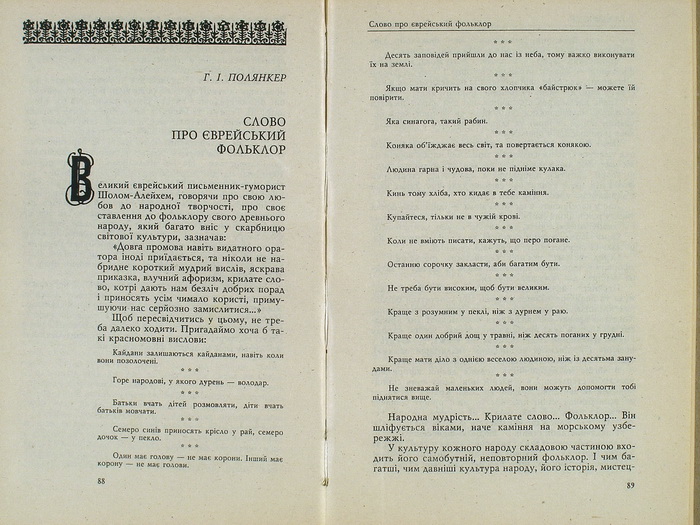 Г. І. ПОЛЯНКЕР
СЛОВО
ПРО ЄВРЕЙСЬКИЙ
ФОЛЬКЛОР
Великий єврейський письменник-гуморист
Шолом-Алейхем, говорячи про свою лю-
бов до народної творчості, про своє
ставлення до фольклору свого древнього
народу, який багато вніс у скарбницю
світової культури, зазначав:
«Довга промова навіть видатного ора-
тора іноді приїдається, та ніколи не на-
бридне короткий мудрий вислів, яскрава
приказка, влучний афоризм, крилате сло-
во, котрі дають нам безліч добрих порад
і приносять усім чимало користі, приму-
шуючи нас серйозно замислитися...»
Щоб пересвідчитись у цьому, не тре-
ба далеко ходити. Пригадаймо хоча б та-
кі красномовні вислови:
Кайдани залишаються кайданами, навіть коли
вони позолочені.
* * *
Горе народові, у якого дурень — володар.
* * *
Батьки вчать дітей розмовляти, діти вчать
батьків мовчати.
* * *
Семеро синів приносять крісло у рай, семеро
дочок — у пекло.
* * *
Один має голову — не має корони. Інший має
корону — не має голови.
88
Слово про єврейський фольклор
* * *
Десять заповідей прийшли до нас із неба, тому важко виконувати
їх на землі.
* * *
Якщо мати кричить на свого хлопчика «байстрюк» — можете їй
повірити.
* * *
Яка синагога, такий рабин.
* * *
Коняка об'їжджає весь світ, та повертається конякою.
* * *
Людина гарна і чудова, поки не підніме кулака.
* * *
Кинь тому хліба, хто кидає в тебе каміння.
* * *
Купайтеся, тільки не в чужій крові.
* * *
Коли не вміють писати, кажуть, що перо погане.
* * *
Останню сорочку закласти, аби багатим бути.
* * *
Не треба бути високим, щоб бути великим.
* * *
Краще з розумним у пеклі, ніж з дурнем у раю.
* * *
Краще один добрий дощ у травні, ніж десять поганих у грудні.
* * *
Краще мати діло з однією веселою людиною, ніж із десятьма зану-
дами.
* * *
Не зневажай маленьких людей, вони можуть допомогти тобі
піднятися вище.
Народна мудрість... Крилате слово... Фольклор... Він
шліфується віками, наче каміння на морському узбе-
режжі.
У культуру кожного народу складовою частиною вхо-
дить його самобутній, неповторний фольклор. І чим ба-
гатші, чим давніші культура народу, його історія, мистец-
89